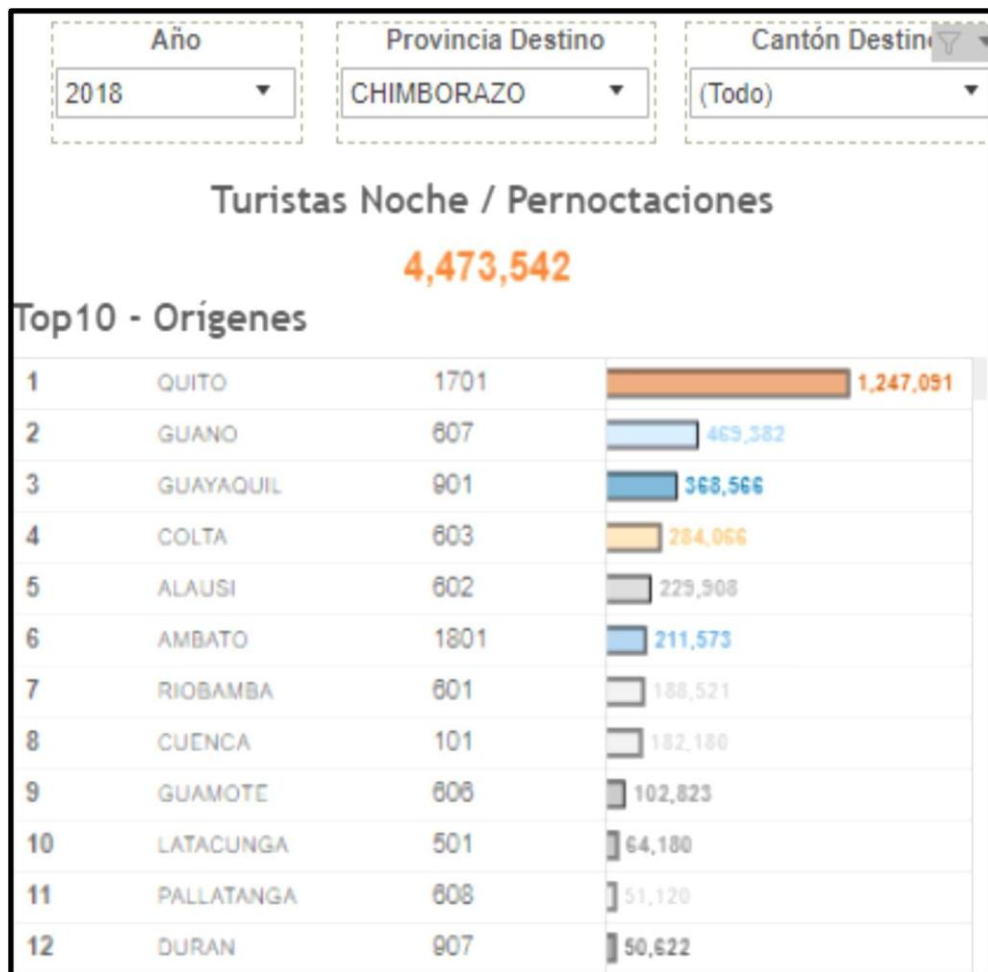 Año Provincia Destino Cantón Destin
2018 CHIMBORAZO (Todo)
Turistas Noche / Pernoctaciones
4,473,542
Top10 - Orígenes
1 QUITO 1701 1,247,091
2 GUANO 607 469,382
3 GUAYAQUIL 901 368,566
4 COLTA 603 284,066
5 ALAUSI 602 229,908
6 AMBATO 1801 211,573
7 RIOBAMBA 601 188,521
8 CUENCA 101 182,180
9 GUAMOTE 606 102,823
10 LATACUNGA 501 64,180
11 PALLATANGA 608 51,120
12 DURAN 907 50,622